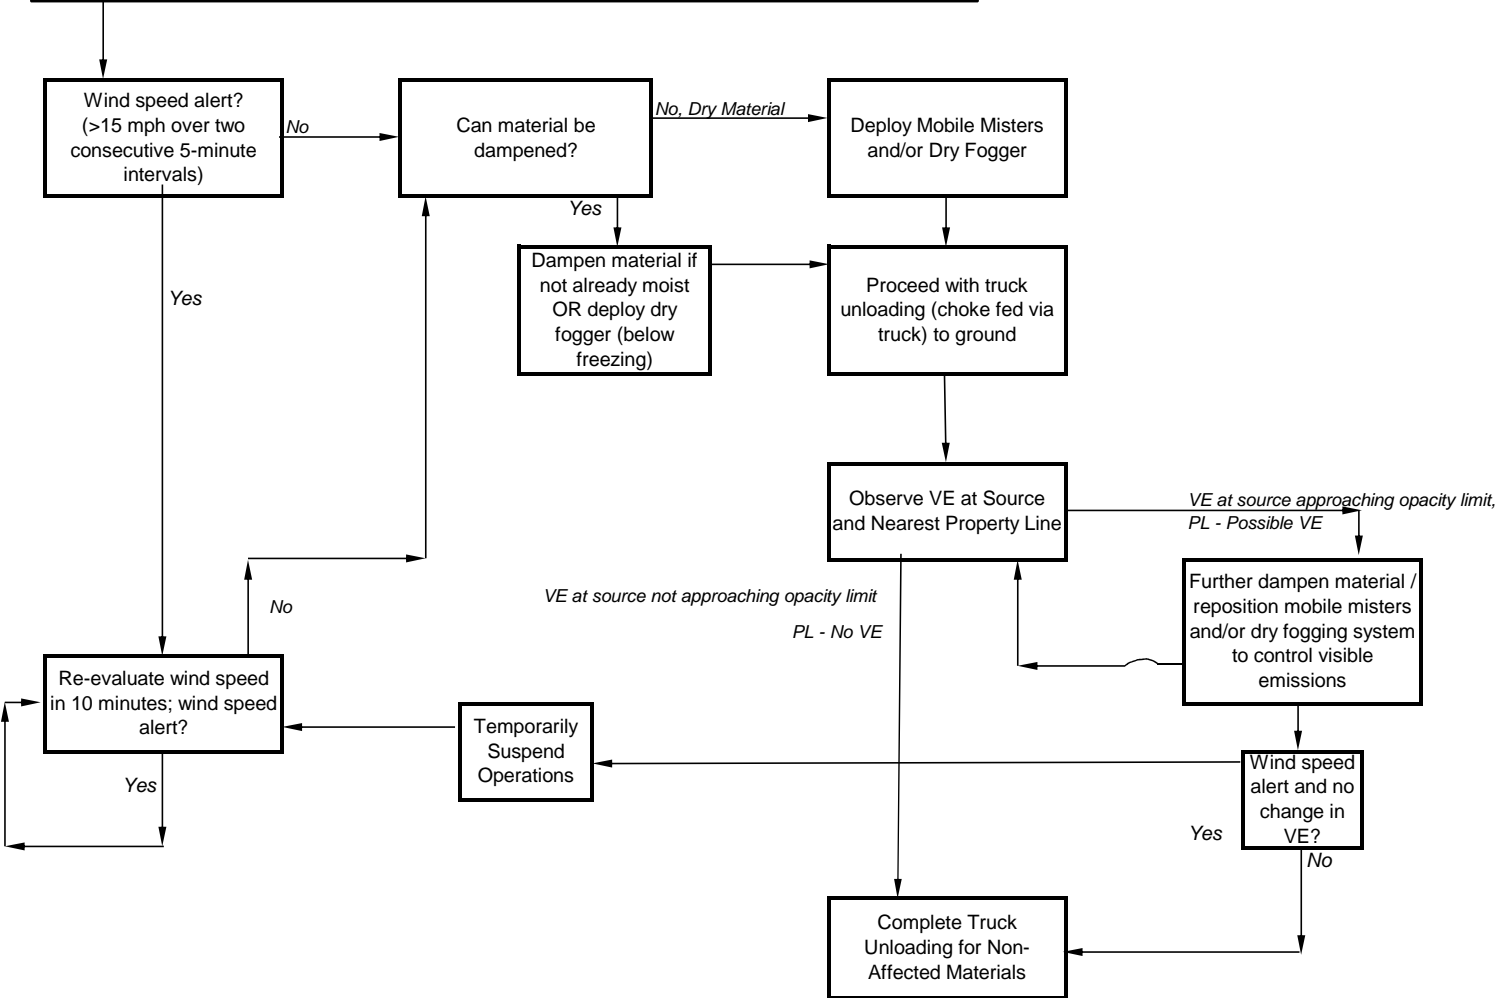 Wind speed alert?
(>15 mph over two
consecutive 5-minute
intervals)
No
Can material be
dampened?
No, Dry Material
Deploy Mobile Misters
and/or Dry Fogger
Yes
Dampen material if
not already moist
OR deploy dry
fogger (below
freezing)
Proceed with truck
unloading (choke fed via
truck) to ground
Yes
Observe VE at Source
and Nearest Property Line
VE at source approaching opacity limit,
PL - Possible VE
VE at source not approaching opacity limit
PL - No VE
Further dampen material /
reposition mobile misters
and/or dry fogging system
to control visible
emissions
No
Re-evaluate wind speed
in 10 minutes; wind speed
alert?
Yes
Temporarily
Suspend
Operations
Wind speed
alert and no
change in
VE?
Yes
No
Complete Truck
Unloading for Non-
Affected Materials